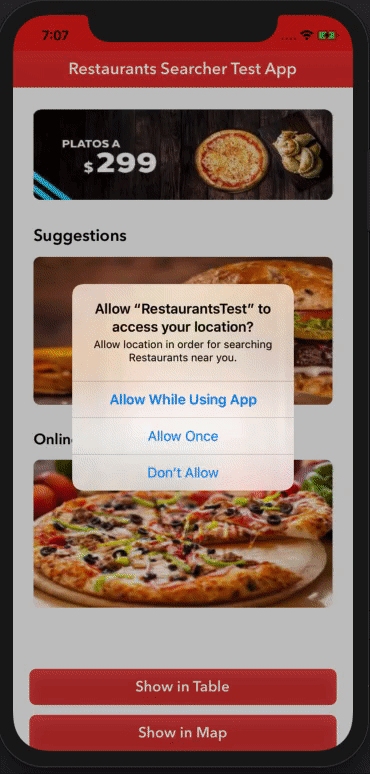 7:07
Restaurants Searcher Test App
PLATOS A
$299
Suggestions
Allow “RestaurantsTest” to
access your location?
Allow location in order for searching
Restaurants near you.
Allow While Using App
Allow Once
Don’t Allow
Show in Table
Show in Map